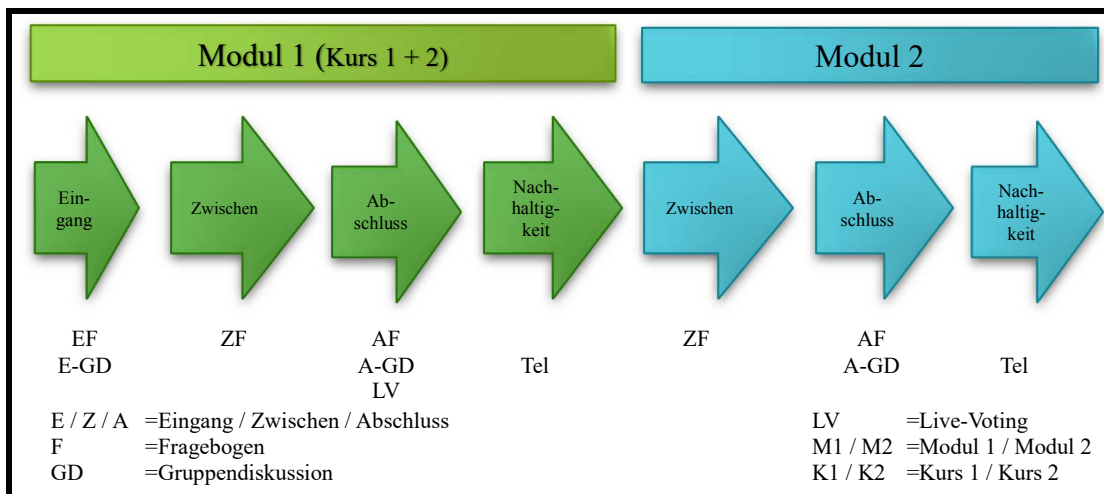 Modul 1 (Kurs 1 + 2)
Modul 2
Ein-
gang
Zwischen
Ab-
schluss
Nach-
haltig-
keit
Zwischen
Ab-
schluss
Nach-
haltig-
keit
EF
E-GD
ZF
AF
A-GD
LV
Tel
ZF
AF
A-GD
Tel
E / Z / A =Eingang / Zwischen / Abschluss
F =Fragebogen
GD =Gruppendiskussion
LV =Live-Voting
M1 / M2 =Modul 1 / Modul 2
K1 / K2 =Kurs 1 / Kurs 2